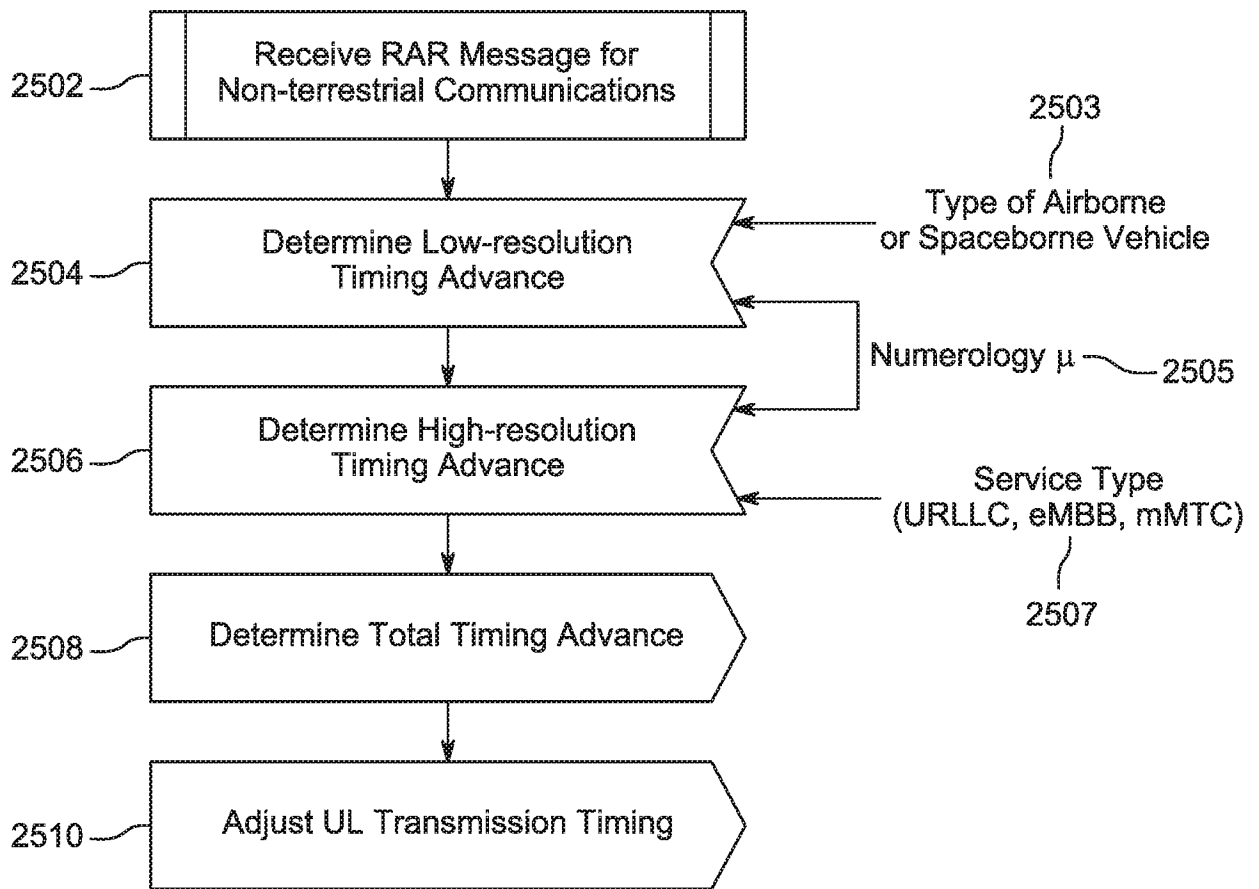 Receive RAR Message for
Non-terrestrial Communications
2502
2503
Type of Airborne
or Spaceborne Vehicle
Determine Low-resolution
Timing Advance
2504
Numerology μ
2505
Determine High-resolution
Timing Advance
2506
Service Type
(URLLC, eMBB, mMTC)
2507
Determine Total Timing Advance
2508
Adjust UL Transmission Timing
2510